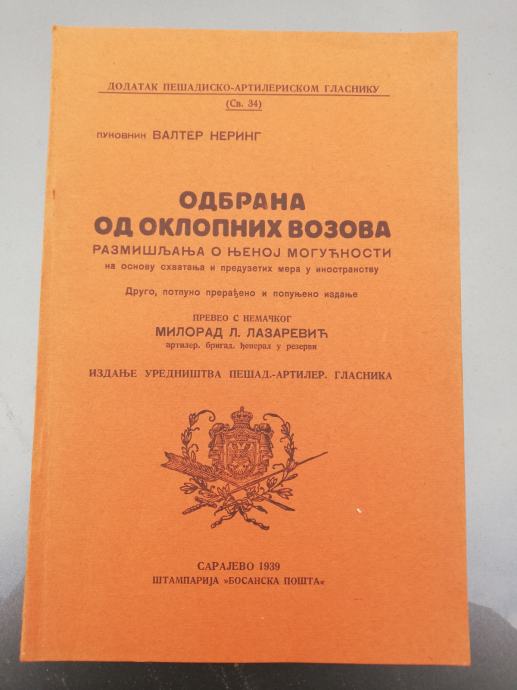 ДОДАТАК ПЕШАДИСКО-АРТИЛЕРИСКОМ ГЛАСНИКУ
(Св. 34)
ПУКОВНИК ВАЛТЕР НЕРИНГ
ОДБРАНА
ОД ОКЛОПНИХ ВОЗОВА
РАЗМИШЉАЊА О ЊЕНОЈ МОГУЋНОСТИ
на основу схватања и предузетих мера у иностранству
Друго, потпуно прерађено и попуњено издање
ПРЕВЕО С НЕМАЧКОГ
МИЛОРАД Л. ЛАЗАРЕВИЋ
артилер. бригад. ђенерал у резерви
ИЗДАЊЕ УРЕДНИШТВА ПЕШАД.-АРТИЛЕР. ГЛАСНИКА
САРАЈЕВО 1939
ШТАМПАРИЈА »БОСАНСКА ПОШТА«